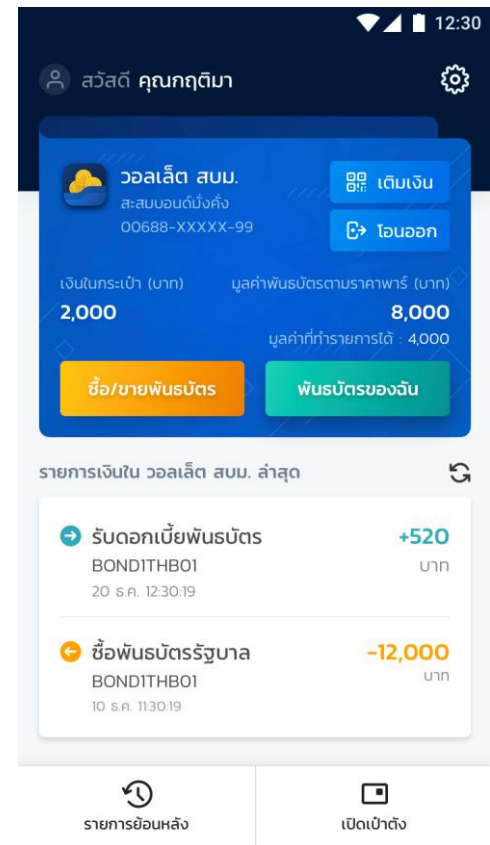 12:30
สวัสดี คุณกฤติมา
วอลเล็ต สบม.
สะสมบอนด์มั่งคั่ง
00688-XXXXX-99
เติมเงิน
โอนออก
เงินในกระเป๋า (บาท)
2,000
มูลค่าพันธบัตรตามราคาพาร์ (บาท)
8,000
มูลค่าที่ทำรายการได้ : 4,000
ซื้อ/ขายพันธบัตร
พันธบัตรของฉัน
รายการเงินใน วอลเล็ต สบม. ล่าสุด
รับดอกเบี้ยพันธบัตร
+520
BOND1THB01
บาท
20 ธ.ค. 12:30:19
ซื้อพันธบัตรรัฐบาล
-12,000
BOND1THB01
บาท
10 ธ.ค. 11:30:19
รายการย้อนหลัง
เปิดเป๋าตัง